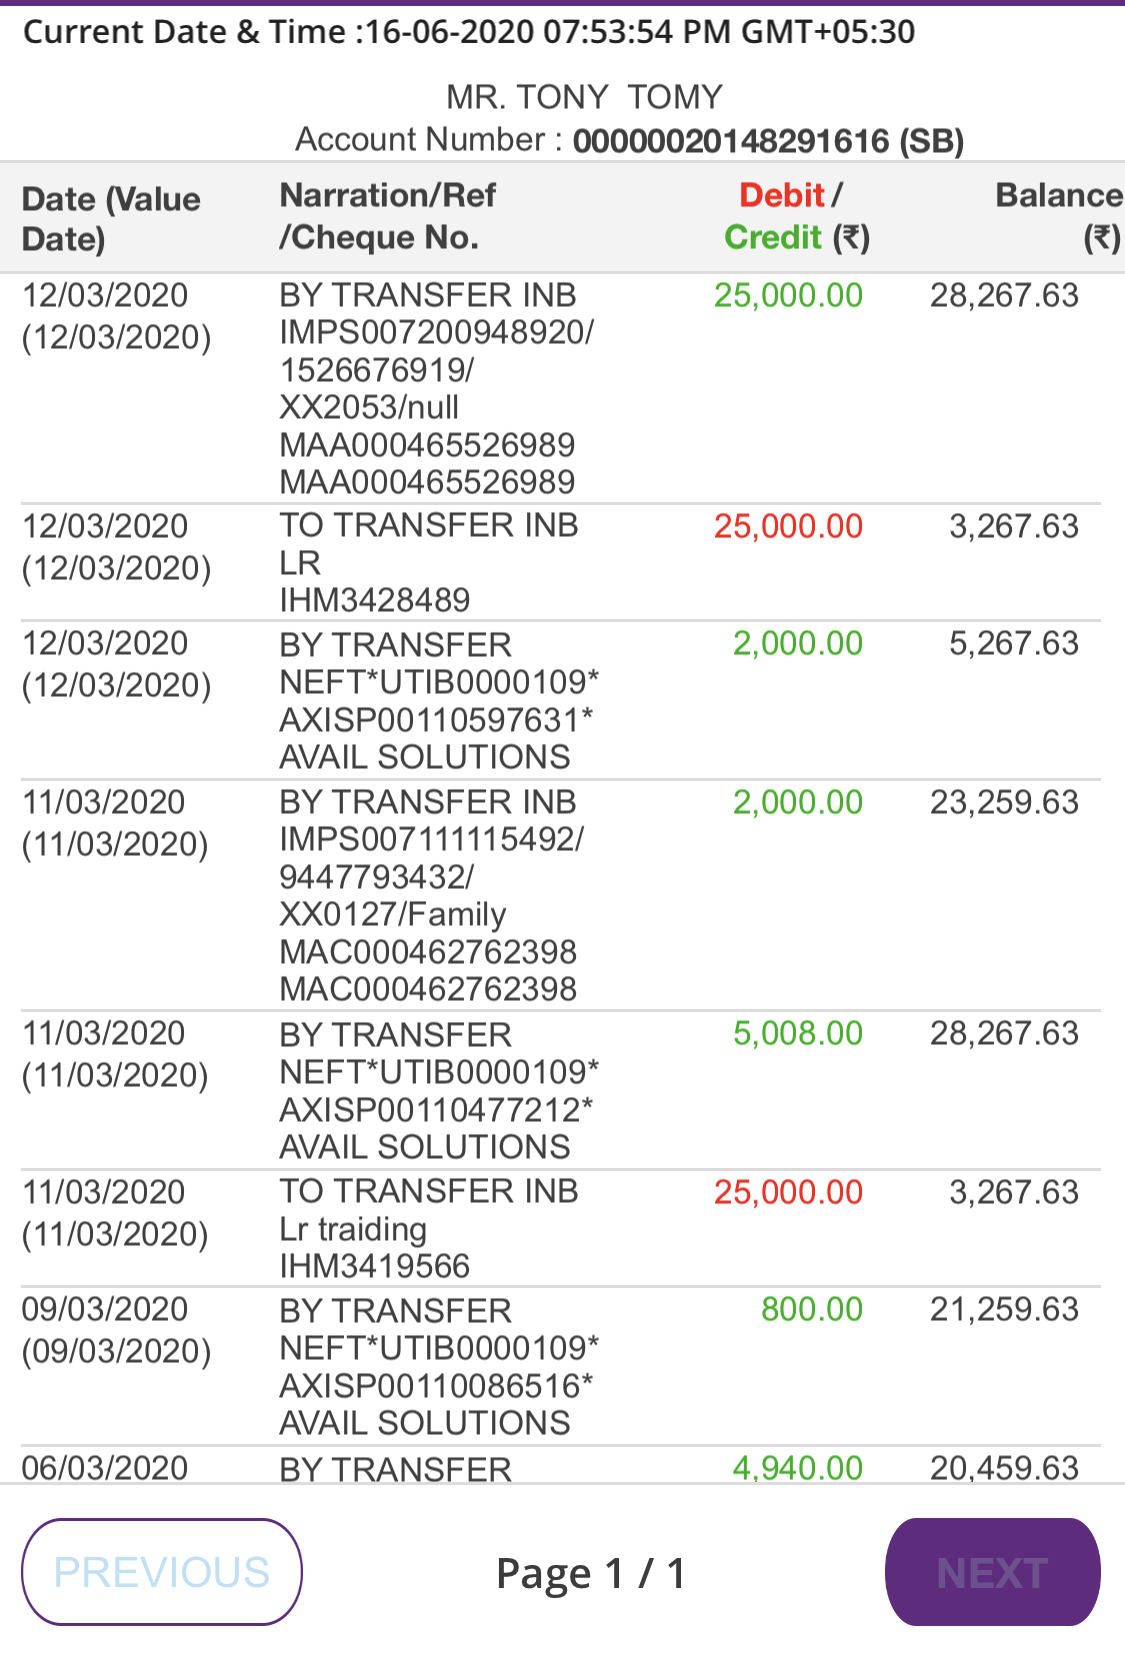 Current Date & Time :16-06-2020 07:53:54 PM GMT+05:30
MR. TONY TOMY
Account Number : 00000020148291616 (SB)
Date (Value Date) Narration/Ref /Cheque No. Debit / Credit (₹) Balance (₹)
12/03/2020 BY TRANSFER INB 25,000.00 28,267.63
(12/03/2020) IMPS007200948920/
1526676919/
XX2053/null
MAA000465526989
MAA000465526989
12/03/2020 TO TRANSFER INB 25,000.00 3,267.63
(12/03/2020) LR
IHM3428489
12/03/2020 BY TRANSFER 2,000.00 5,267.63
(12/03/2020) NEFT*UTIB0000109*
AXISP00110597631*
AVAIL SOLUTIONS
11/03/2020 BY TRANSFER INB 2,000.00 23,259.63
(11/03/2020) IMPS007111115492/
9447793432/
XX0127/Family
MAC000462762398
MAC000462762398
11/03/2020 BY TRANSFER 5,008.00 28,267.63
(11/03/2020) NEFT*UTIB0000109*
AXISP00110477212*
AVAIL SOLUTIONS
11/03/2020 TO TRANSFER INB 25,000.00 3,267.63
(11/03/2020) Lr traiding
IHM3419566
09/03/2020 BY TRANSFER 800.00 21,259.63
(09/03/2020) NEFT*UTIB0000109*
AXISP00110086516*
AVAIL SOLUTIONS
06/03/2020 BY TRANSFER 4,940.00 20,459.63
PREVIOUS Page 1 / 1 NEXT